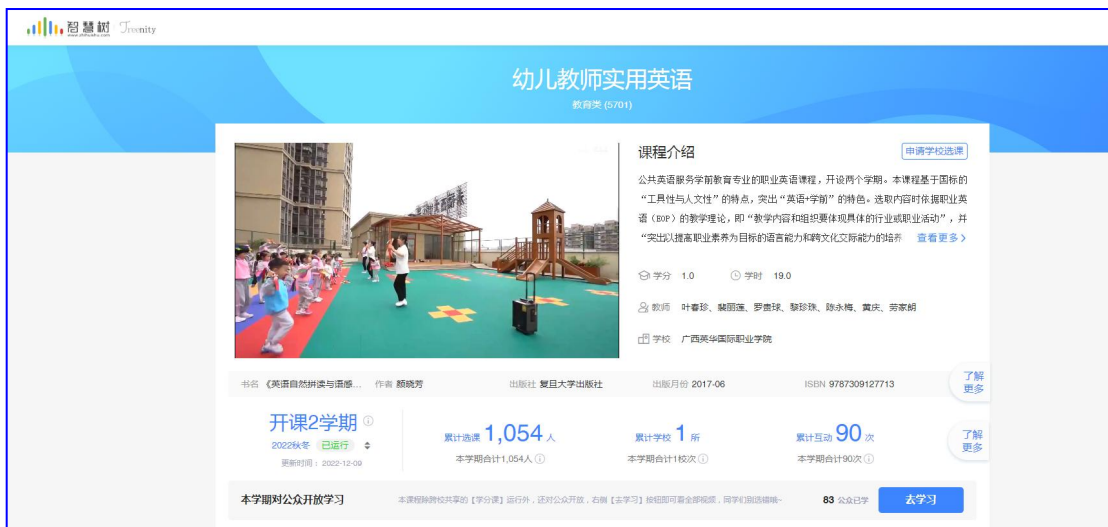 智慧树 Treenity
www.zhihuishu.com
幼儿教师实用英语
教育类 (5701)
课程介绍
申请学校选课
公共英语服务学前教育专业的职业英语课程，开设两个学期。本课程基于国标的
“工具性与人文性”的特点，突出“英语+学前”的特色。选取内容时依据职业英
语（EOP）的教学理论，即“教学内容和组织要体现具体的行业或职业活动”，并
“突出以提高职业素养为目标的语言能力和跨文化交际能力的培养 查看更多>
学分 1.0 学时 19.0
教师 叶春珍、裴丽莲、罗贵球、黎珍珠、陈永梅、黄庆、劳家朗
学校 广西英华国际职业学院
书名 《英语自然拼读与语感... 作者 顾晓芳 出版社 复旦大学出版社 出版月份 2017-06 ISBN 9787309127713
了解
更多
开课2学期
2022秋冬 已运行
更新时间：2022-12-09
累计选课 1,054 人
本学期合计1,054人
累计学校 1 所
本学期合计1校次
累计互动 90 次
本学期合计90次
了解
更多
本学期对公众开放学习
本课程除跨校共享的【学分课】运行外，还对公众开放，右侧【去学习】按钮即可看全部视频，同学们别选错哦~
83 公众已学
去学习